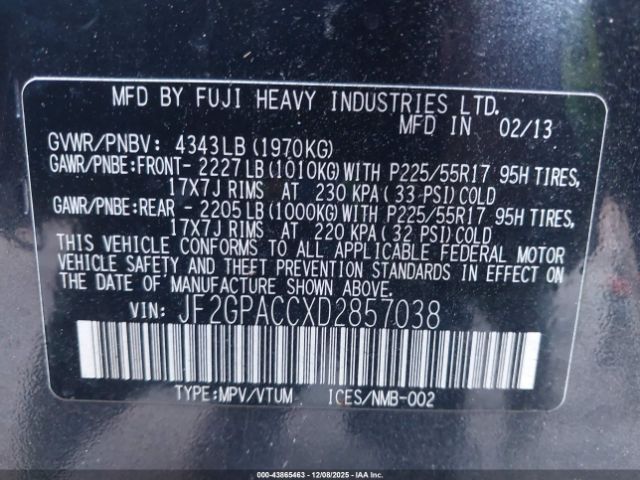 MFD BY FUJI HEAVY INDUSTRIES LTD.
MFD IN 02/13
GVWR/PNBV: 4343LB(1970KG)
GAWR/PNBE:FRONT- 2227LB(1010KG)WITH P225/55R17 95H TIRES,
17X7J RIMS AT 230 KPA(33 PSI)COLD
GAWR/PNBE:REAR - 2205LB(1000KG)WITH P225/55R17 95H TIRES,
17X7J RIMS AT 220 KPA(32 PSI)COLD
THIS VEHICLE CONFORMS TO ALL APPLICABLE FEDERAL MOTOR
VEHICLE SAFETY AND THEFT PREVENTION STANDARDS IN EFFECT ON
THE DATE OF MANUFACTURE SHOWN ABOVE.
VIN: JF2GPACCXD2857038
TYPE:MPV/VTUM ICES/NMB-002
000-43865463 - 12/08/2025 - IAAI.COM